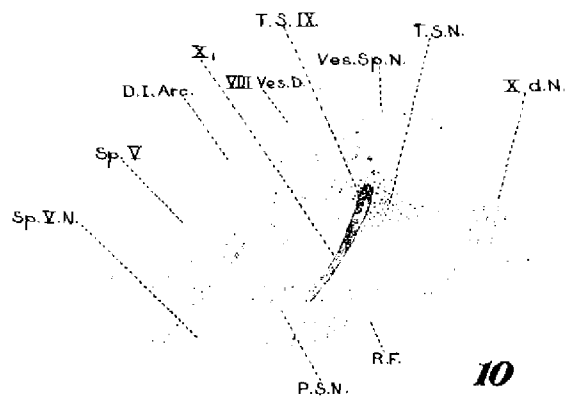 T.S.IX.
X.
VIII Ves.D.
Ves.Sp.N.
T.S.N.
D.I.Arc.
X.d.N.
Sp.V
Sp.V.N.
R.F.
P.S.N.
10